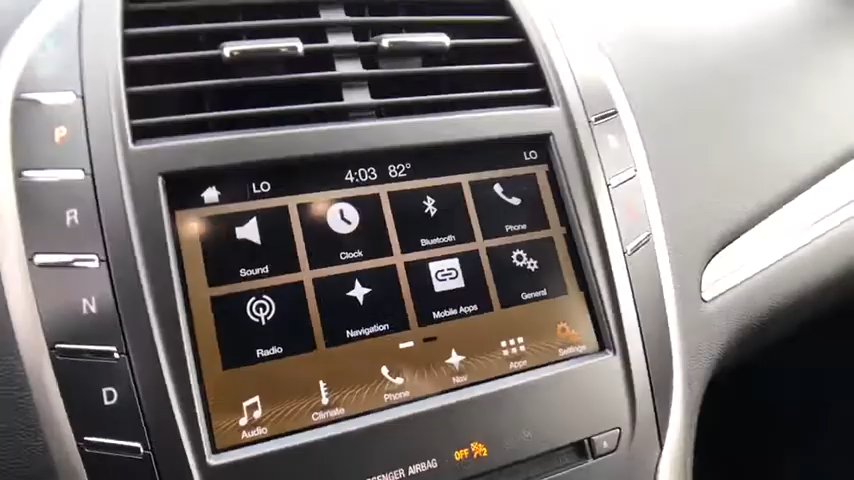 LO 4:03 82° LO
P
R
N
D
Sound Clock Bluetooth Phone
Radio Navigation Mobile Apps General
Audio Climate Phone Nav Apps Settings
PASSENGER AIRBAG OFF 2